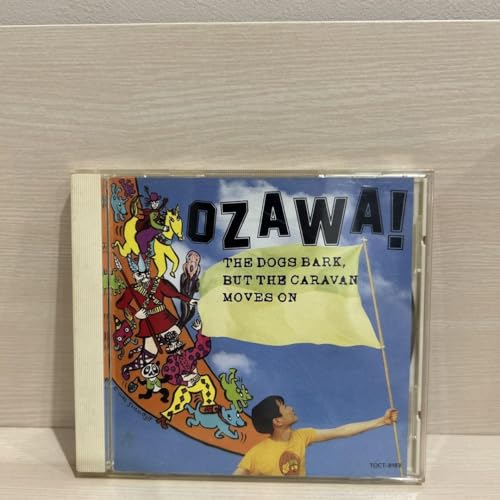 OZAWA!
THE DOGS BARK,
BUT THE CARAVAN
MOVES ON